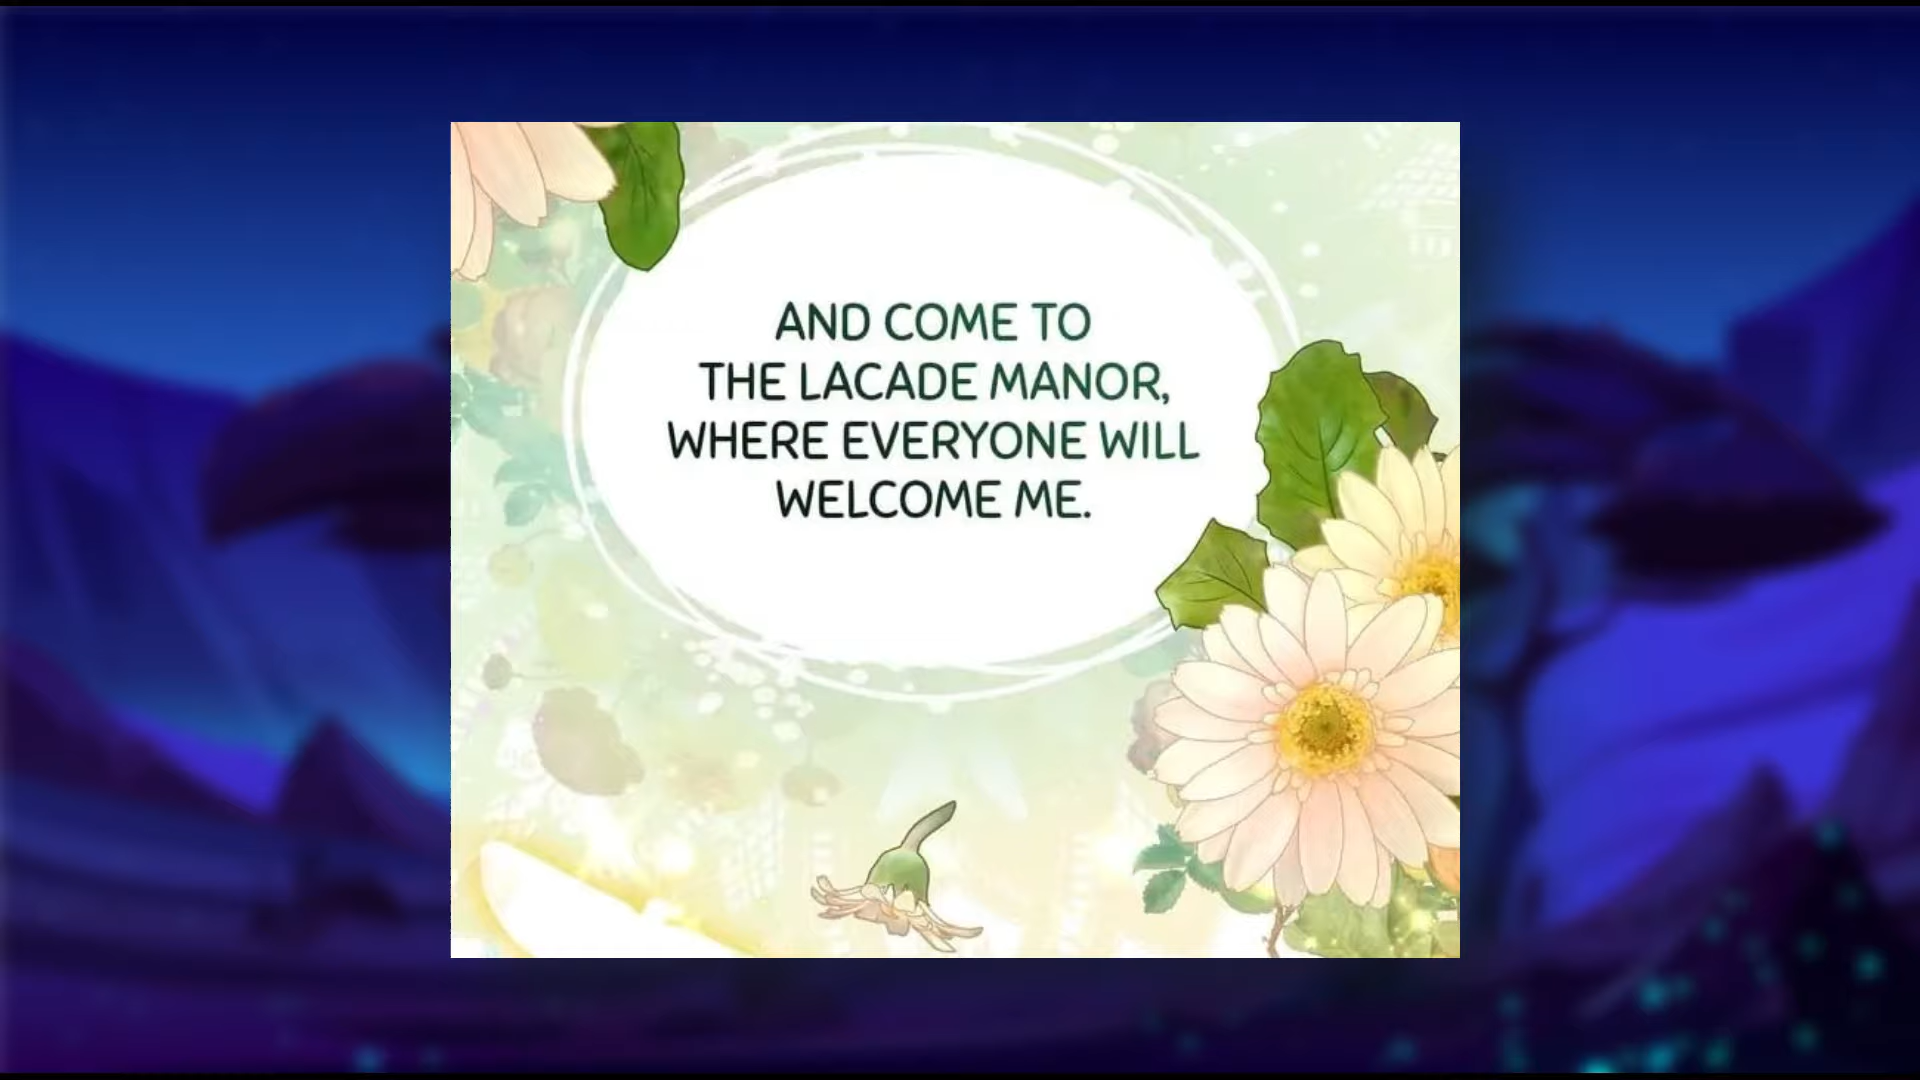 AND COME TO
THE LACADE MANOR,
WHERE EVERYONE WILL
WELCOME ME.